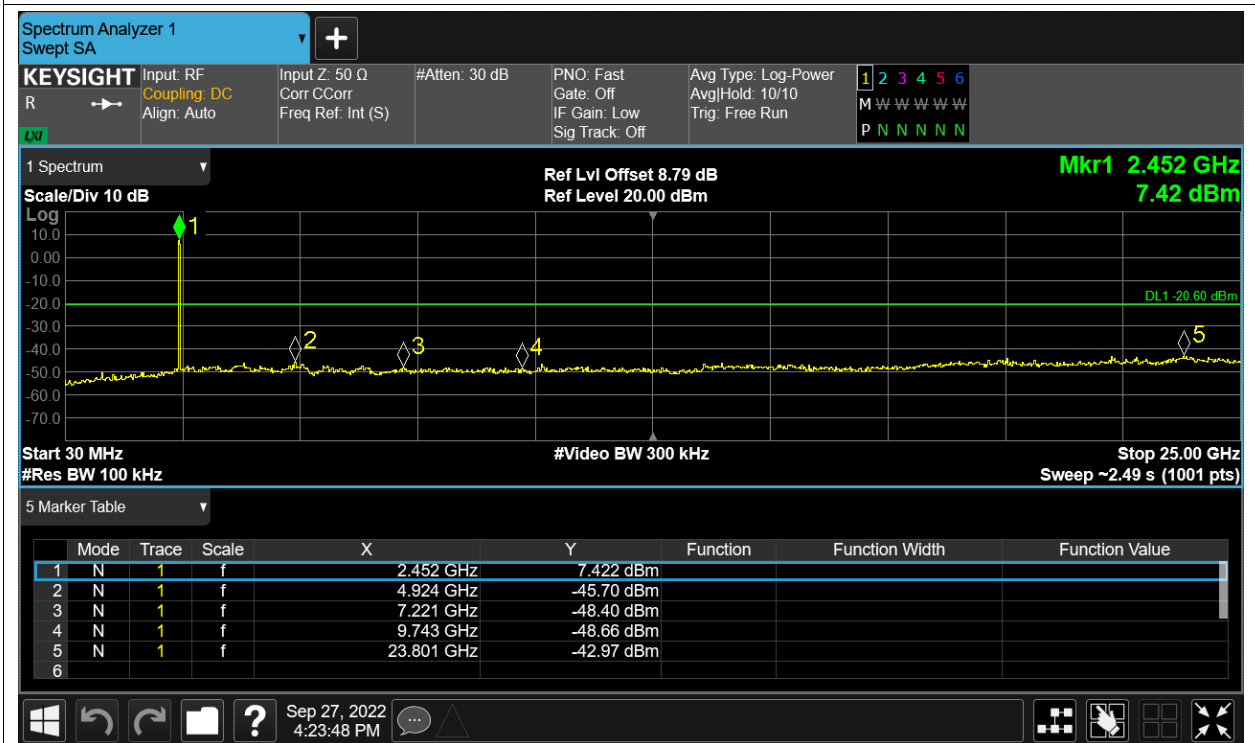 Spectrum Analyzer 1
Swept SA
KEYSIGHT Input: RF Input Z: 50 Ω #Atten: 30 dB PNO: Fast Avg Type: Log-Power 1 2 3 4 5 6
R Coupling: DC Corr CCorr Gate: Off Avg|Hold: 10/10 M W W W W W W
Align: Auto Freq Ref: Int (S) IF Gain: Low Trig: Free Run
LXI Sig Track: Off P N N N N N N
1 Spectrum Ref Lvl Offset 8.79 dB Mkr1 2.452 GHz
Scale/Div 10 dB Ref Level 20.00 dBm 7.42 dBm
Log
1
10.0
0.00
-10.0
-20.0 DL1 -20.60 dBm
-30.0
2 3 4 5
-40.0
-50.0
-60.0
-70.0
Start 30 MHz #Video BW 300 kHz Stop 25.00 GHz
#Res BW 100 kHz Sweep ~2.49 s (1001 pts)
5 Marker Table
Mode Trace Scale X Y Function Function Width Function Value
1 N 1 f 2.452 GHz 7.422 dBm
2 N 1 f 4.924 GHz -45.70 dBm
3 N 1 f 7.221 GHz -48.40 dBm
4 N 1 f 9.743 GHz -48.66 dBm
5 N 1 f 23.801 GHz -42.97 dBm
6
? Sep 27, 2022
4:23:48 PM